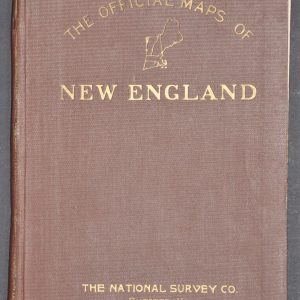 THE OFFICIAL MAPS OF
NEW ENGLAND
THE NATIONAL SURVEY CO.